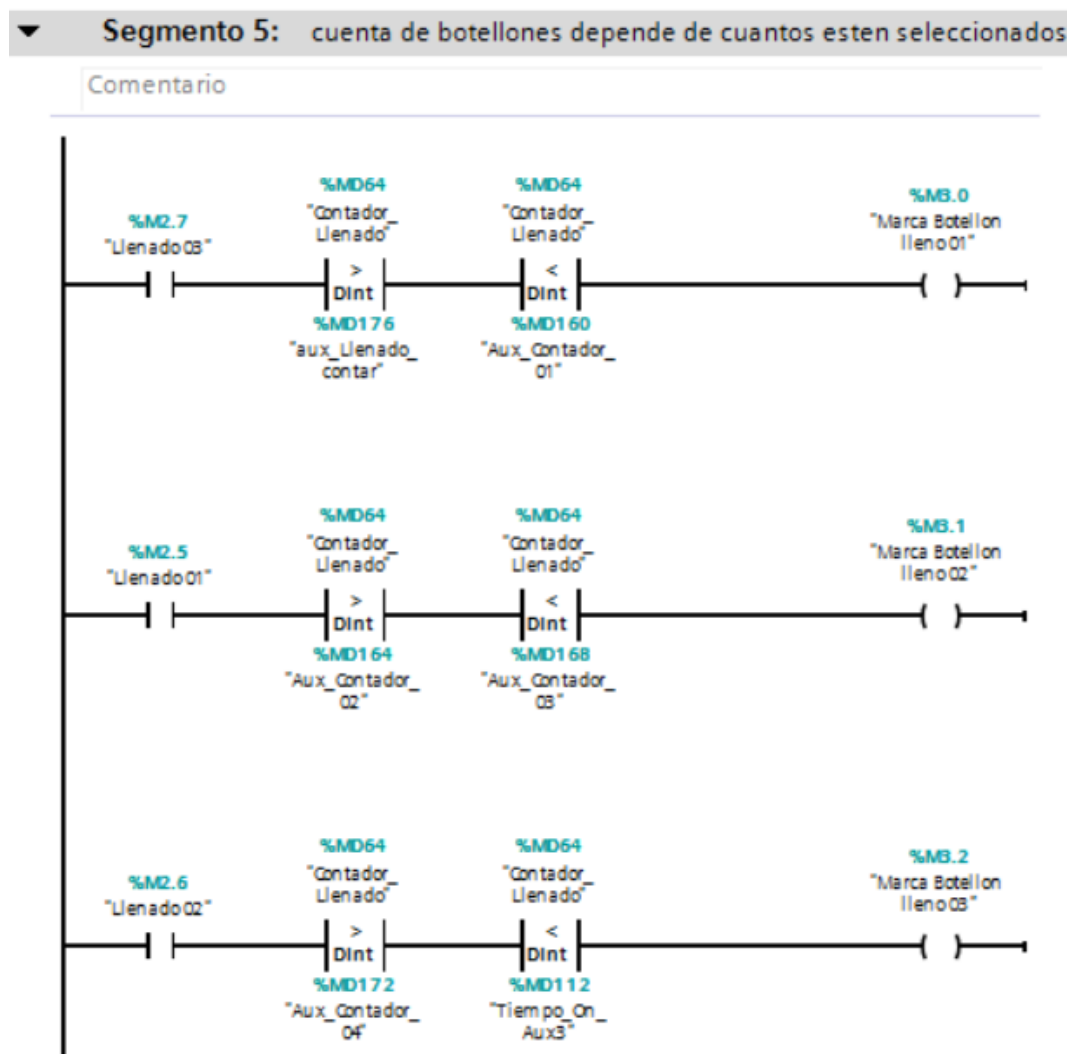 Segmento 5: cuenta de botellones depende de cuantos esten seleccionados
Comentario
%M2.7
"Llenado03"
%MD64
"Contador_
Llenado"
>
DInt
%MD176
"aux_Llenado_
contar"
%MD64
"Contador_
Llenado"
<
DInt
%MD160
"Aux_Contador_
01"
%M3.0
"Marca Botellon
lleno01"
%M2.5
"Llenado01"
%MD64
"Contador_
Llenado"
>
DInt
%MD164
"Aux_Contador_
02"
%MD64
"Contador_
Llenado"
<
DInt
%MD168
"Aux_Contador_
03"
%M3.1
"Marca Botellon
lleno02"
%M2.6
"Llenado02"
%MD64
"Contador_
Llenado"
>
DInt
%MD172
"Aux_Contador_
04"
%MD64
"Contador_
Llenado"
<
DInt
%MD112
"Tiempo_On_
Aux3"
%M3.2
"Marca Botellon
lleno03"